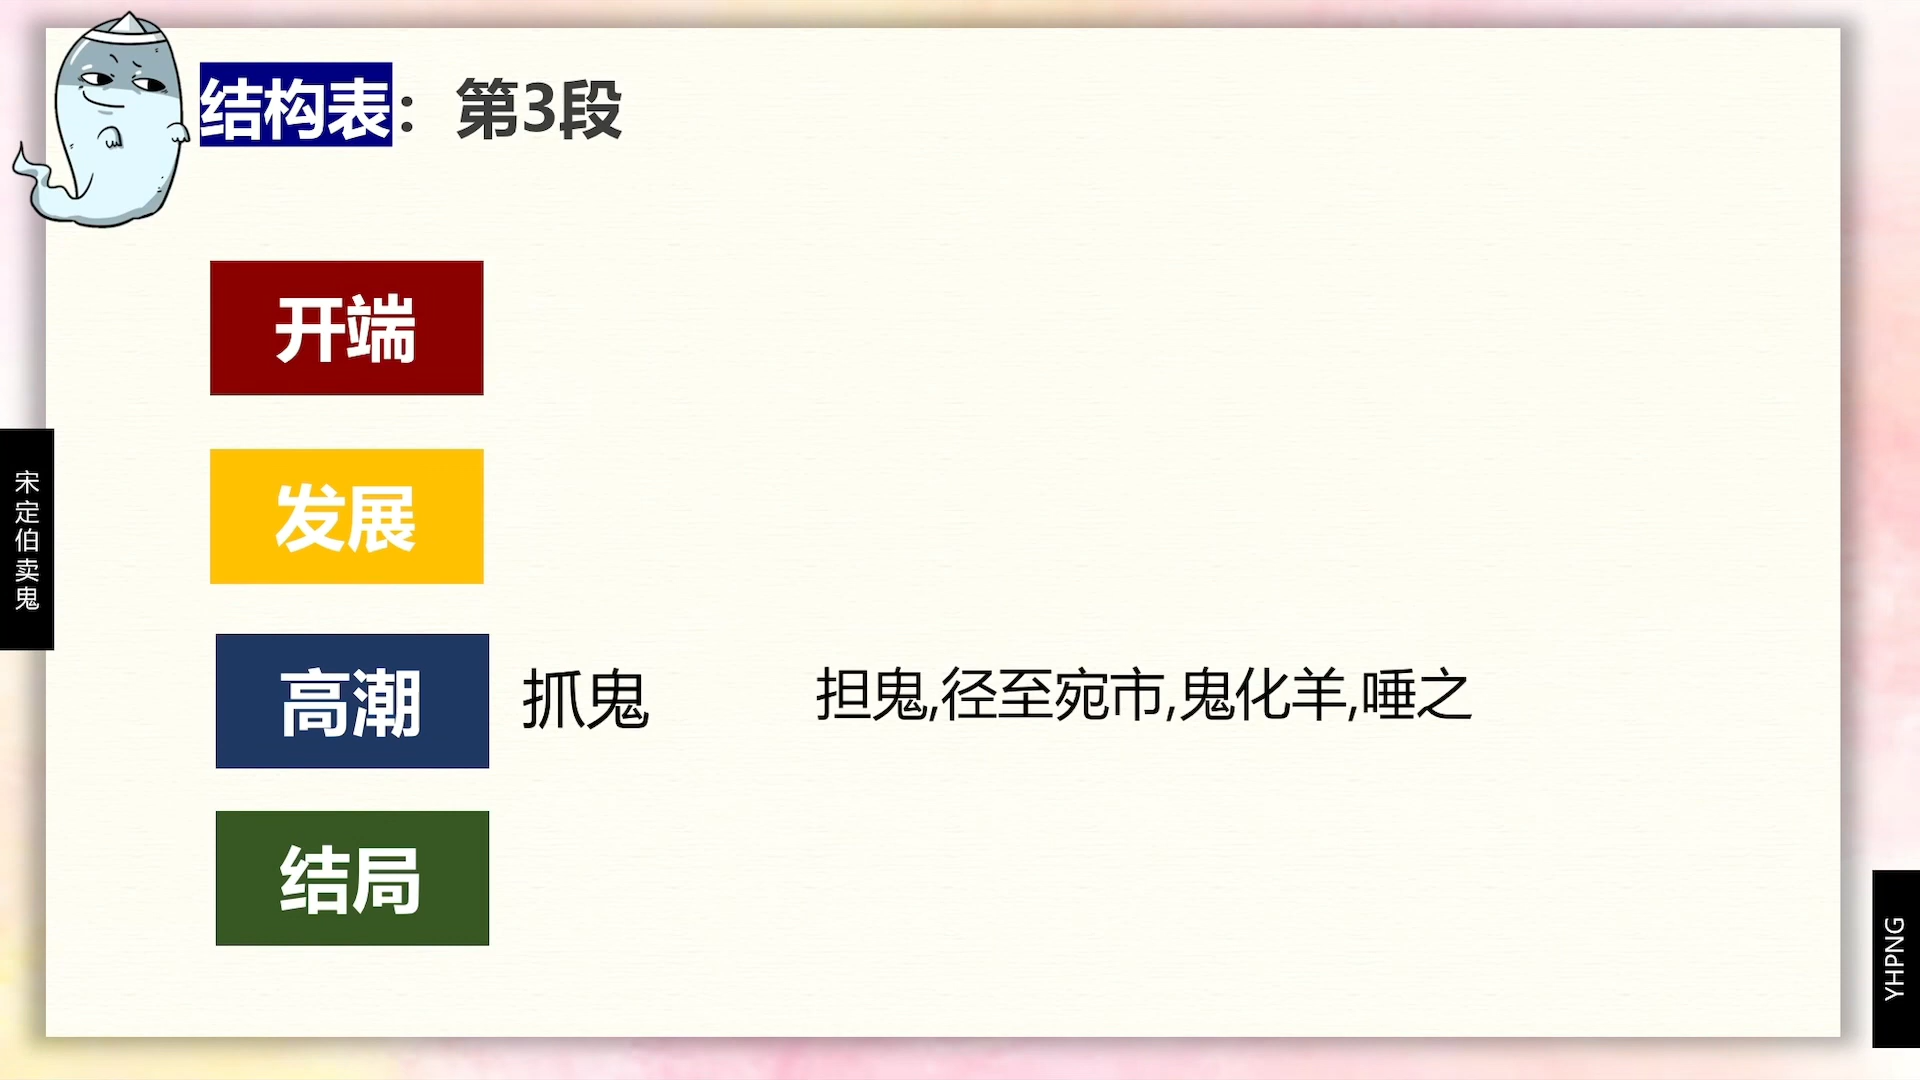 结构表：第3段
开端
发展
高潮
抓鬼
担鬼,径至宛市,鬼化羊,唾之
结局
宋定伯卖鬼
YHPNG